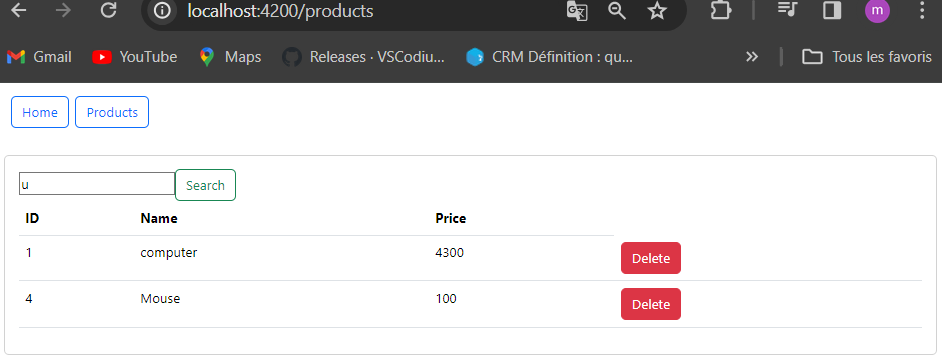 localhost:4200/products
Gmail YouTube Maps Releases · VSCodiu... CRM Définition : qu... » Tous les favoris
Home Products
u Search
ID Name Price
1 computer 4300 Delete
4 Mouse 100 Delete